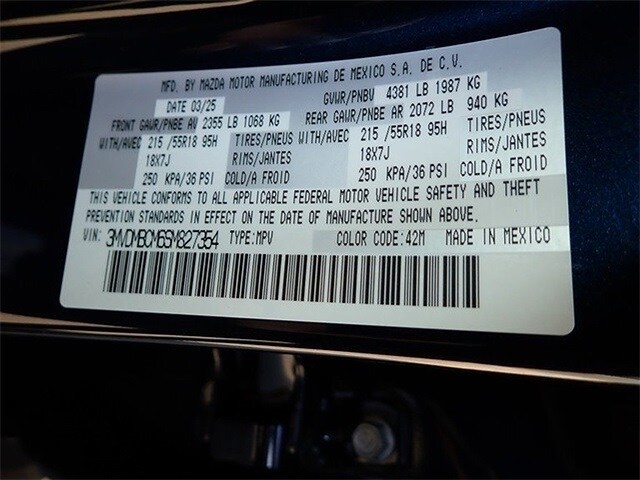 MFD. BY MAZDA MOTOR MANUFACTURING DE MEXICO S.A. DE C.V.
DATE 03/25 GVWR/PNBV 4381 LB 1987 KG
FRONT GAWR/PNBE AV 2355 LB 1068 KG REAR GAWR/PNBE AR 2072 LB 940 KG
WITH/AVEC 215 /55R18 95H TIRES/PNEUS WITH/AVEC 215 /55R18 95H TIRES/PNEUS
18X7J RIMS/JANTES 18X7J RIMS/JANTES
250 KPA/36 PSI COLD/A FROID 250 KPA/36 PSI COLD/A FROID
THIS VEHICLE CONFORMS TO ALL APPLICABLE FEDERAL MOTOR VEHICLE SAFETY AND THEFT
PREVENTION STANDARDS IN EFFECT ON THE DATE OF MANUFACTURE SHOWN ABOVE.
VIN: 3MVDMBCM6SM827354 TYPE:MPV COLOR CODE:42M MADE IN MEXICO